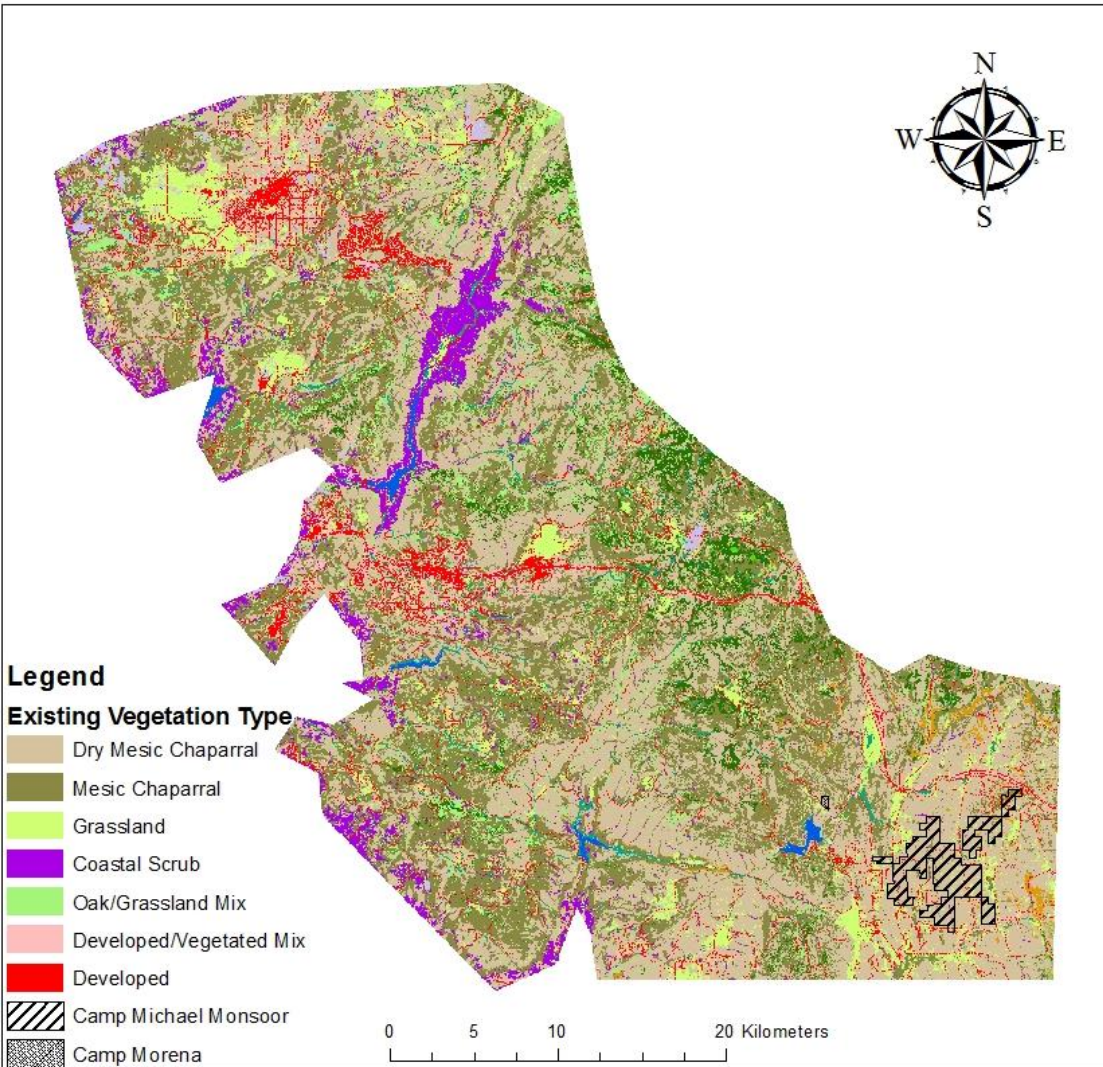 N
W
E
S
Legend
Existing Vegetation Type
Dry Mesic Chaparral
Mesic Chaparral
Grassland
Coastal Scrub
Oak/Grassland Mix
Developed/Vegetated Mix
Developed
Camp Michael Monsoor
Camp Morena
0 5 10 20 Kilometers